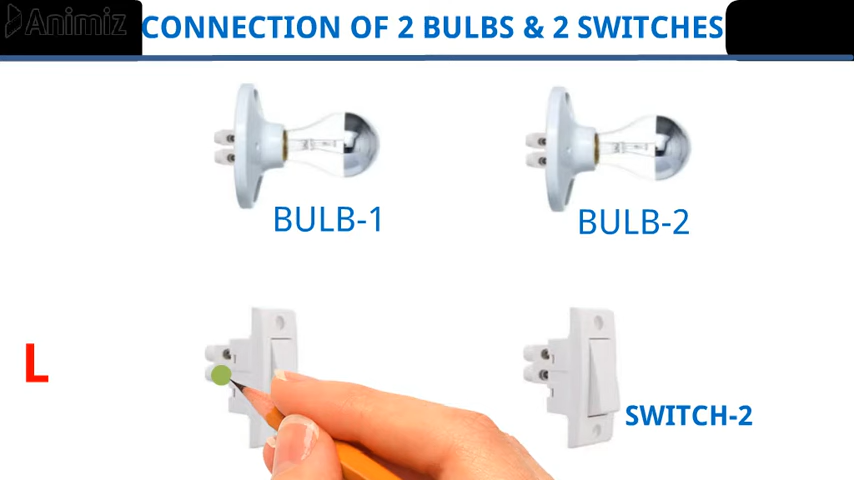 Animiz
CONNECTION OF 2 BULBS & 2 SWITCHES
BULB-1
BULB-2
L
SWITCH-2